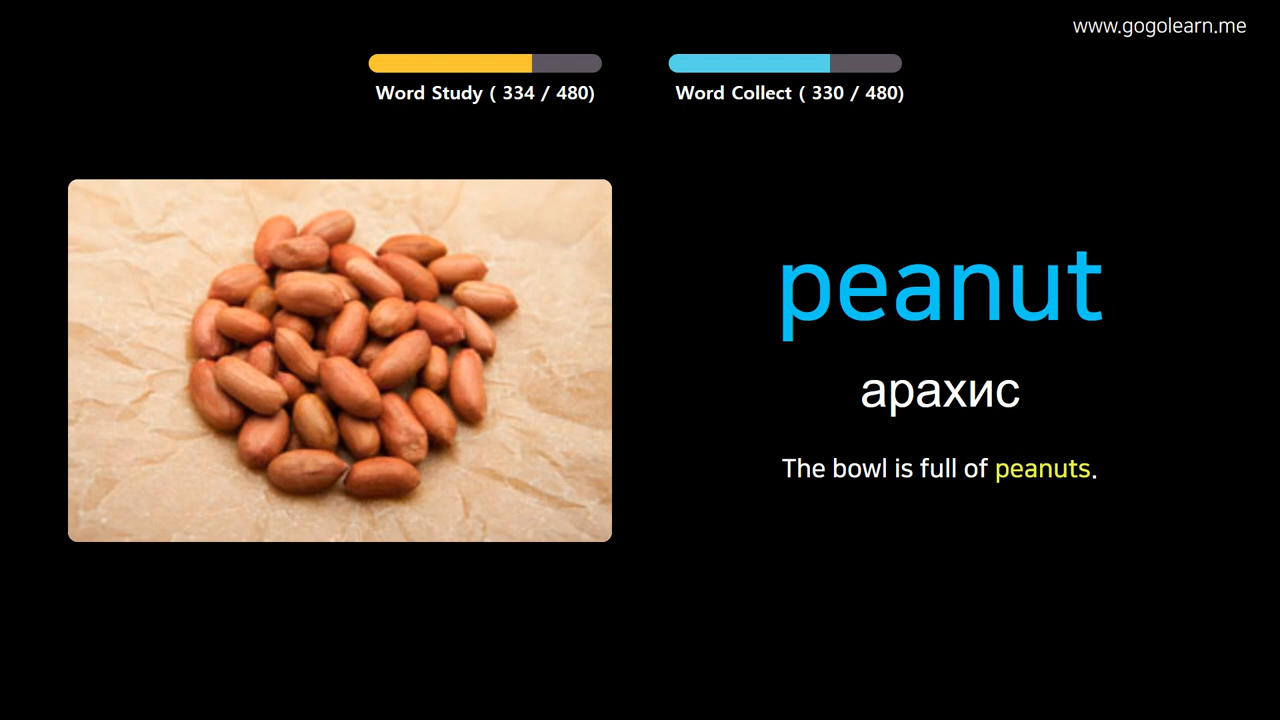 www.gogolearn.me
Word Study ( 334 / 480)
Word Collect ( 330 / 480)
peanut
арахис
The bowl is full of peanuts.